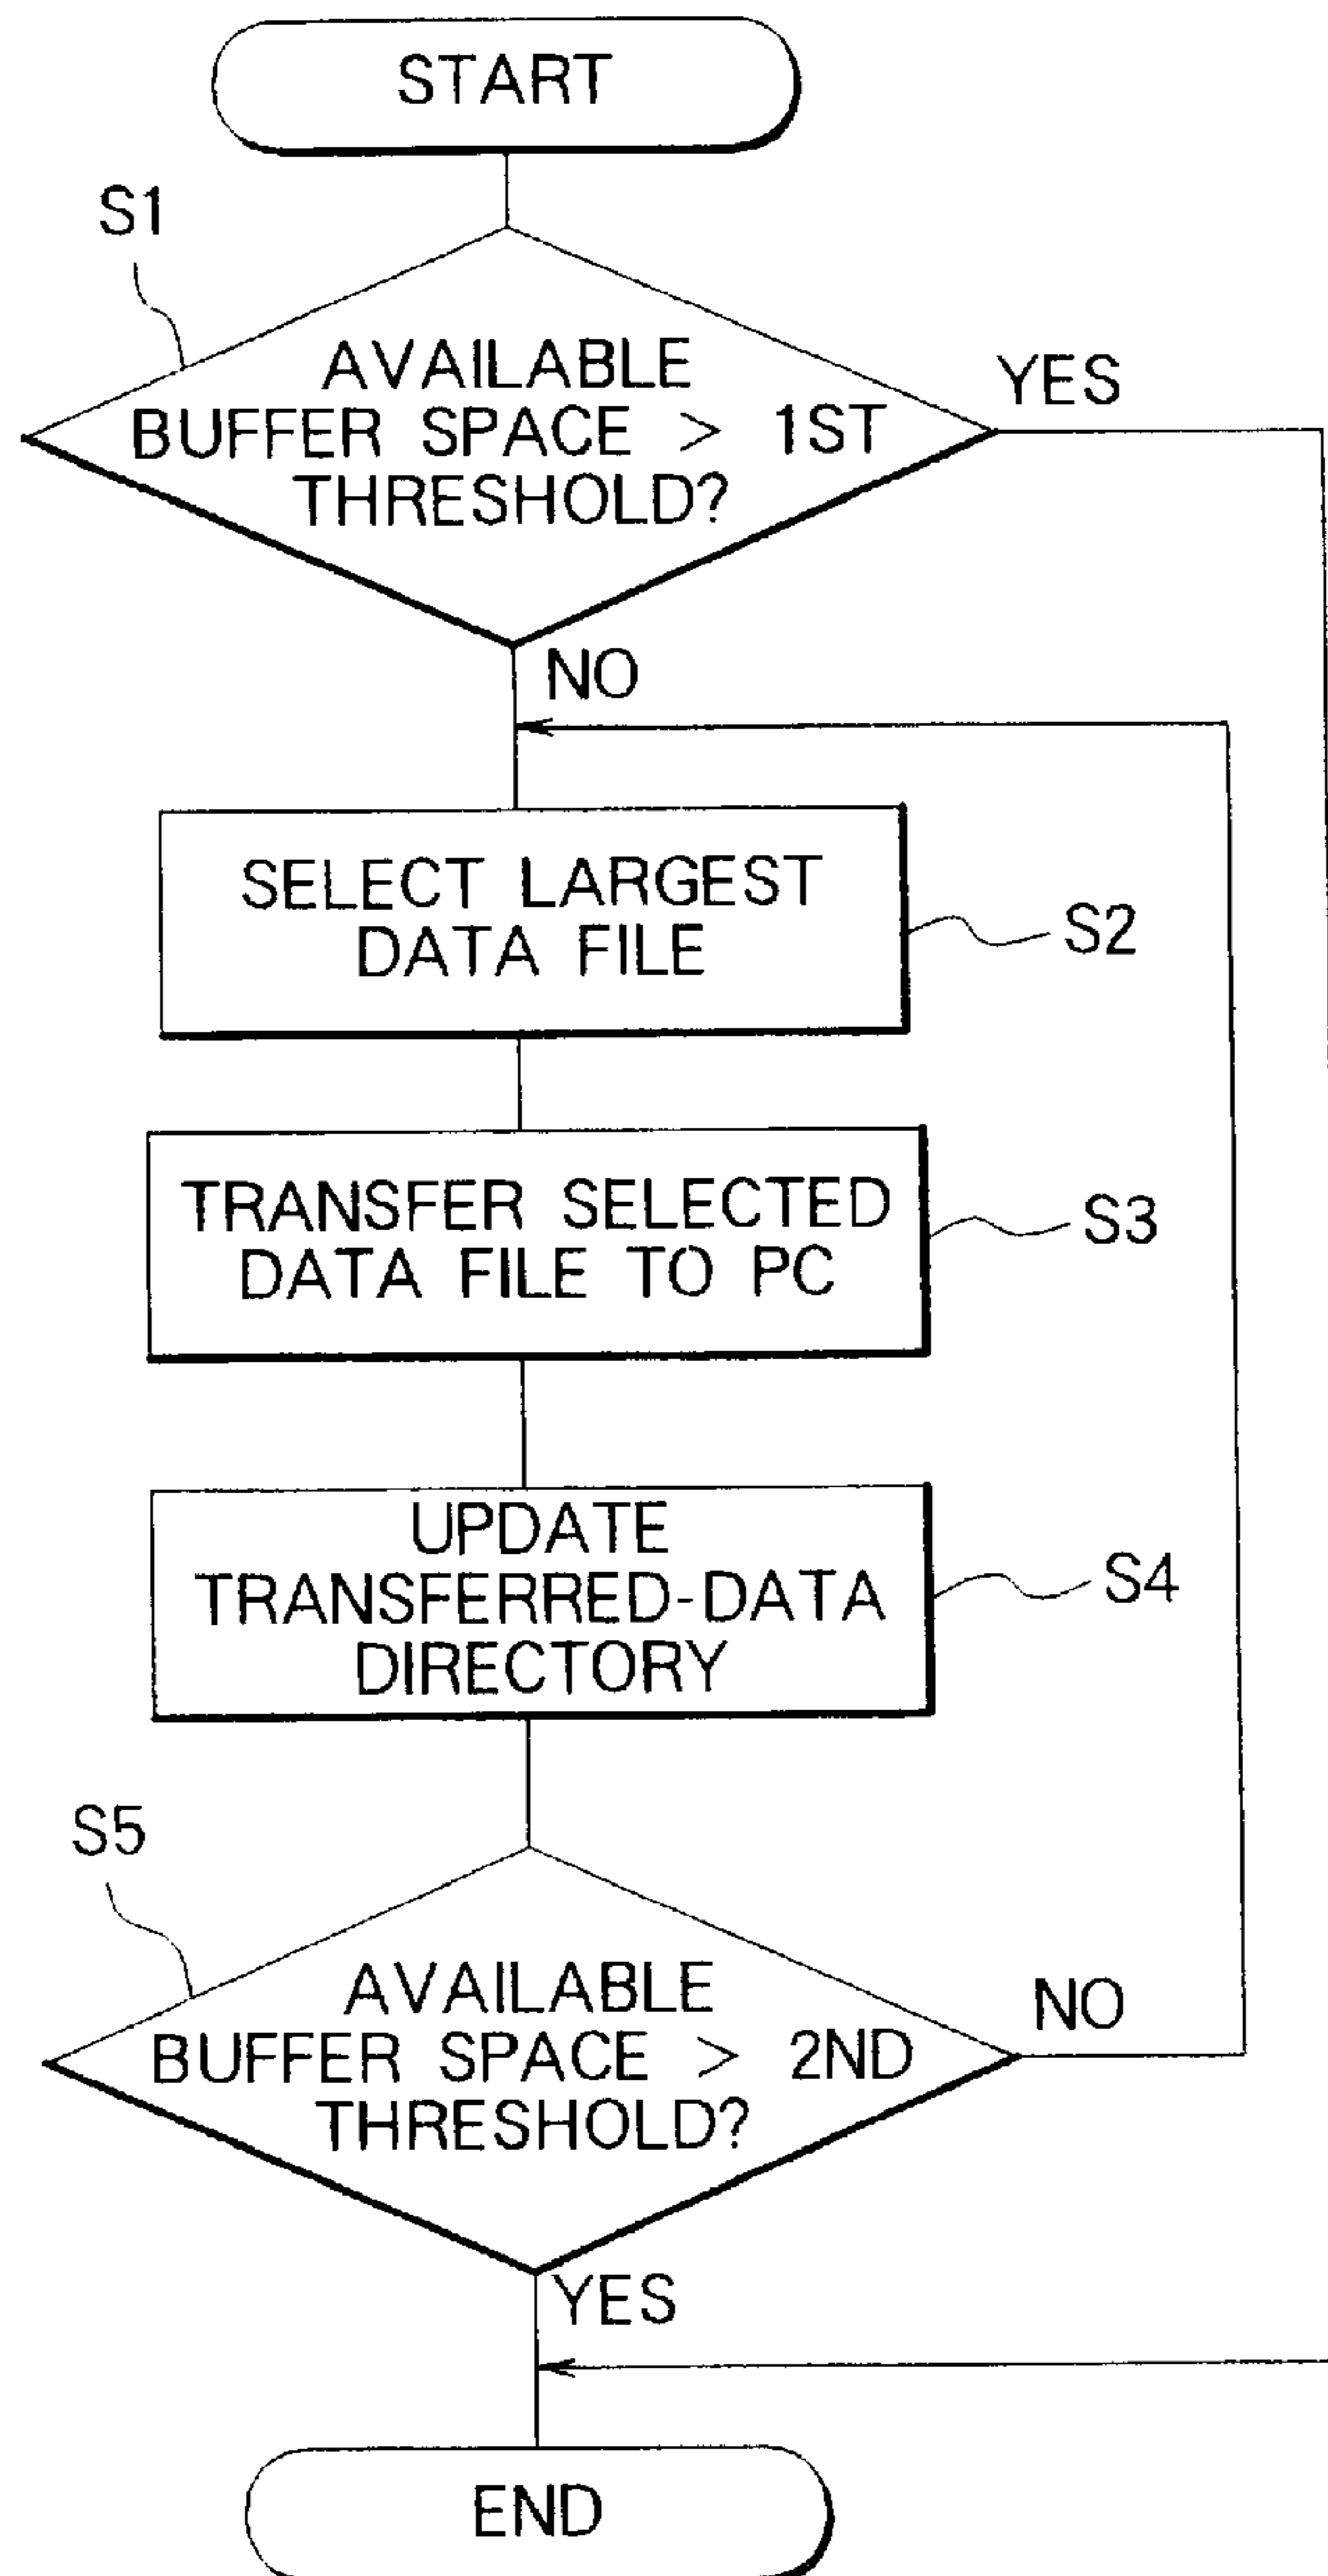 START
S1
AVAILABLE
BUFFER SPACE > 1ST
THRESHOLD?
YES
NO
SELECT LARGEST
DATA FILE
S2
TRANSFER SELECTED
DATA FILE TO PC
S3
UPDATE
TRANSFERRED-DATA
DIRECTORY
S4
S5
AVAILABLE
BUFFER SPACE > 2ND
THRESHOLD?
NO
YES
END